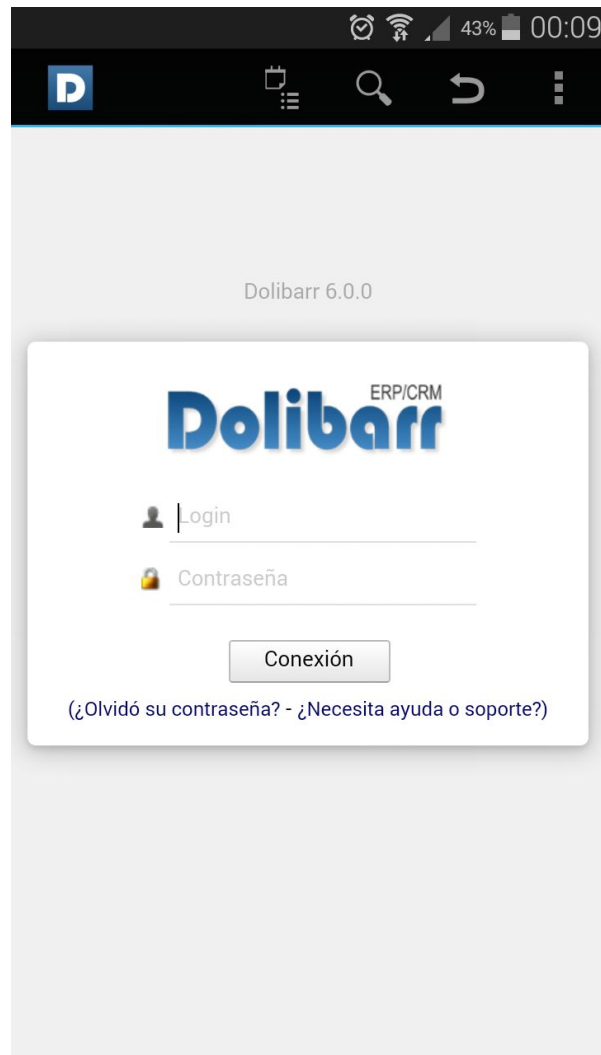 43% 00:09
D
Dolibarr 6.0.0
ERP/CRM
Dolibarr
Login
Contraseña
Conexión
(¿Olvidó su contraseña? - ¿Necesita ayuda o soporte?)